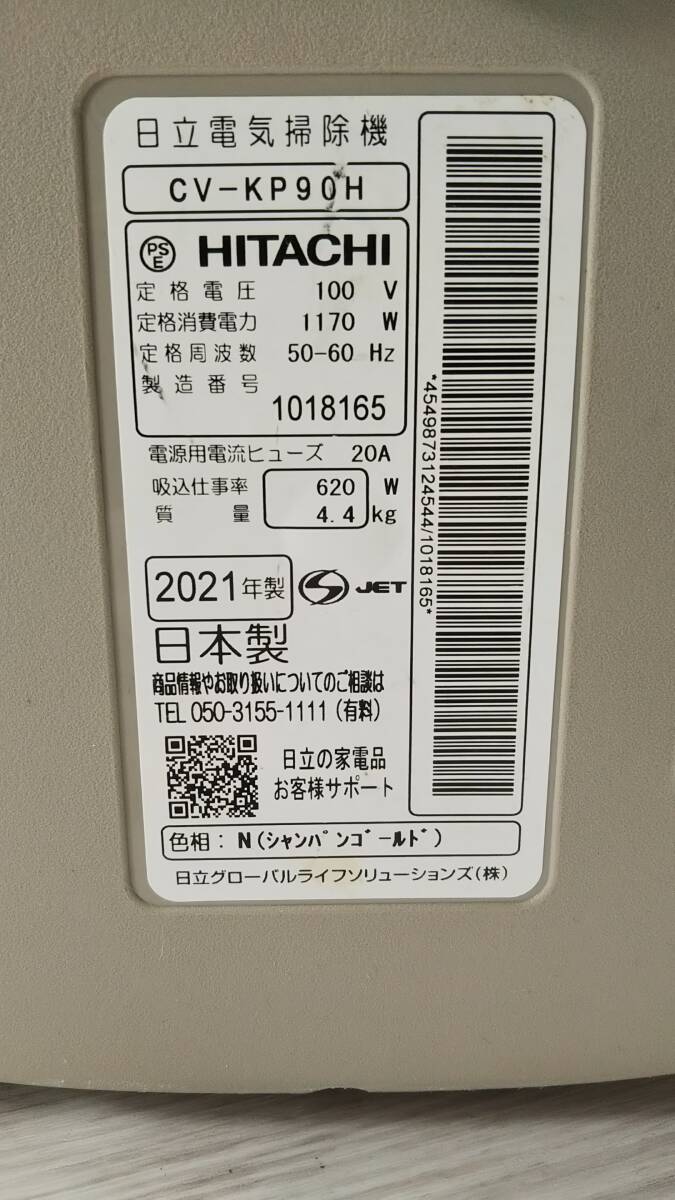 日立電気掃除機
CV-KP90H
PSE HITACHI
定格電圧 100 V
定格消費電力 1170 W
定格周波数 50-60 Hz
製造番号 1018165
電源用電流ヒューズ 20A
吸込仕事率 620 W
質量 4.4 kg
2021年製 JET
日本製
商品情報やお取り扱いについてのご相談は
TEL 050-3155-1111 (有料)
日立の家電品
お客様サポート
色相:N(シャンパンゴールド)
日立グローバルライフソリューションズ(株)
*4549873124544/1018165*